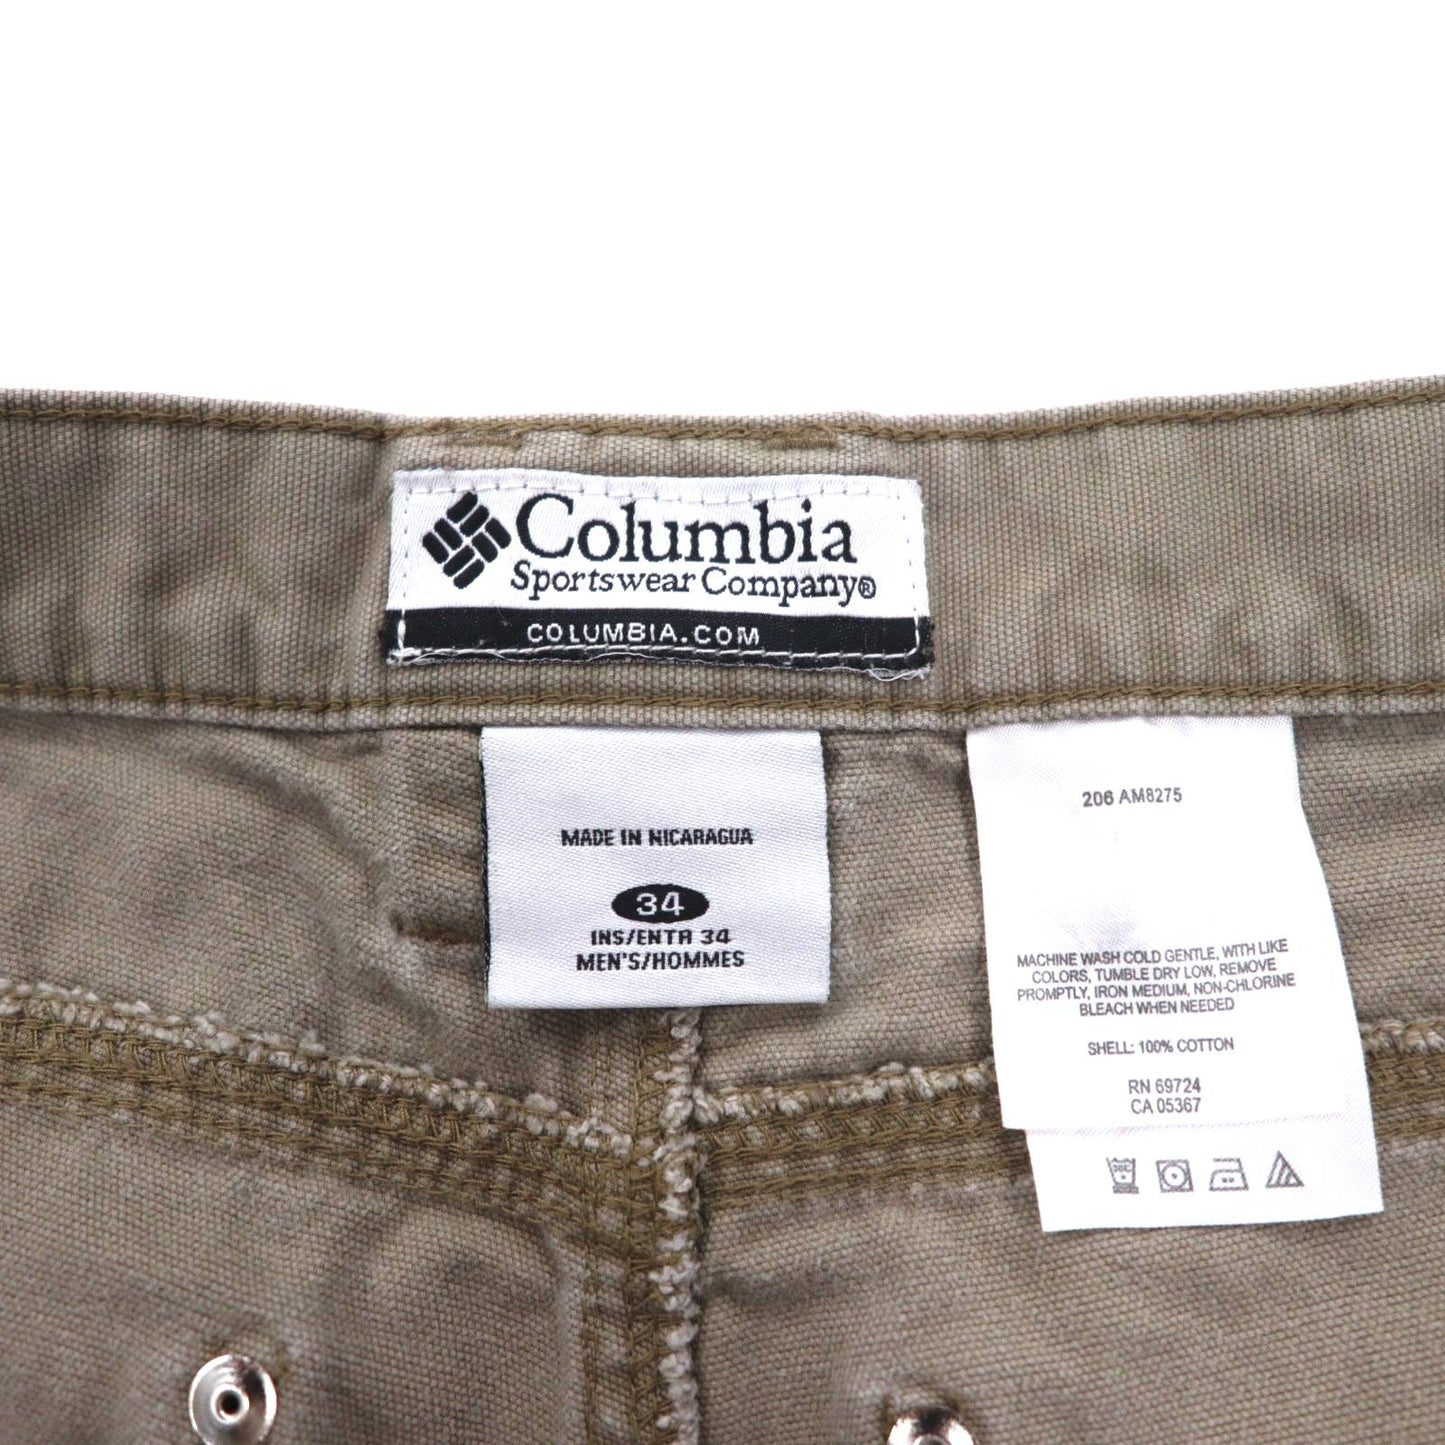 Columbia
Sportswear Company®
COLUMBIA.COM
MADE IN NICARAGUA
34
INS/ENTR 34
MEN'S/HOMMES
206 AM8275
MACHINE WASH COLD GENTLE, WITH LIKE
COLORS, TUMBLE DRY LOW, REMOVE
PROMPTLY, IRON MEDIUM, NON-CHLORINE
BLEACH WHEN NEEDED
SHELL: 100% COTTON
RN 69724
CA 05367